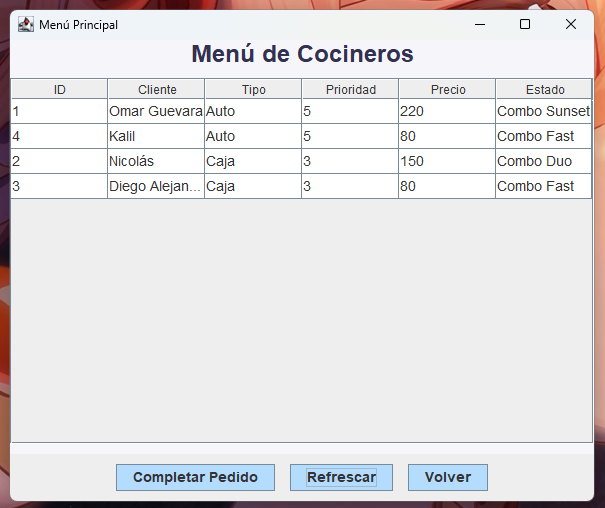 Menú Principal
Menú de Cocineros
ID Cliente Tipo Prioridad Precio Estado
1 Omar Guevara Auto 5 220 Combo Sunset
4 Kalil Auto 5 80 Combo Fast
2 Nicolás Caja 3 150 Combo Duo
3 Diego Alejan... Caja 3 80 Combo Fast
Completar Pedido Refrescar Volver